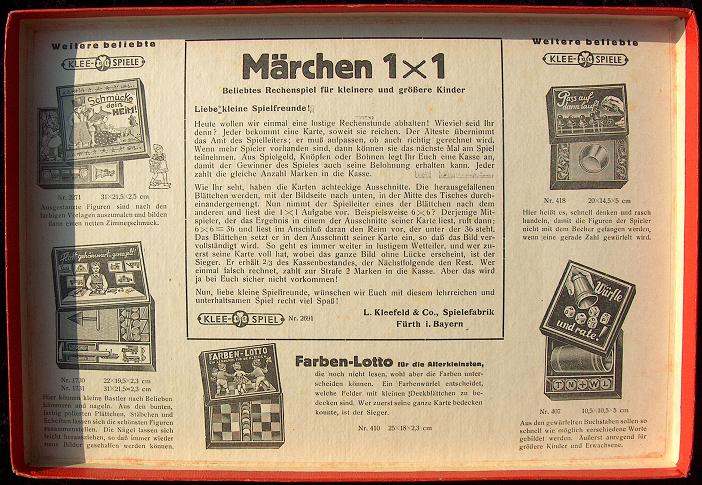 Weitere beliebte
KLEE- SPIELE
Schmücke
dein
HEIM!
Nr. 2271 31×21,5×2,5 cm
Ausgestanzte Figuren sind nach den
farbigen Vorlagen auszumalen und bilden
dann einen netten Zimmerschmuck.
Nr. 1730 22×19,5×2,3 cm
Nr. 1731 31×21,5×2,3 cm
Hier können kleine Bastler nach Belieben
hämmern und nageln. Aus den bunten,
farbig polierten Plättchen, Stäbchen und
Scheiben lassen sich die schönsten Figuren
zusammenstellen. Die Nägel lassen sich
leicht herausziehen, so daß immer wieder
neue Bilder geschaffen werden können.
Märchen 1×1
Beliebtes Rechenspiel für kleinere und größere Kinder
Liebe kleine Spielfreunde!
Heute wollen wir einmal eine lustige Rechenstunde abhalten! Wieviel seid Ihr
denn? Jeder bekommt eine Karte, soweit sie reichen. Der Älteste übernimmt
das Amt des Spielleiters; er muß aufpassen, ob auch richtig gerechnet wird.
Wenn mehr Spieler vorhanden sind, dann können sie das nächste Mal am Spiel
teilnehmen. Aus Spielgeld, Knöpfen oder Bohnen legt Ihr Euch eine Kasse an,
damit der Gewinner des Spieles auch seine Belohnung erhalten kann. Jeder
zahlt die gleiche Anzahl Marken in die Kasse.
Wie Ihr seht, haben die Karten achteckige Ausschnitte. Die herausgefallenen
Blättchen werden, mit der Bildseite nach unten, in der Mitte des Tisches durch-
einandergemengt. Nun nimmt der Spielleiter eines der Blättchen nach dem
anderen und liest die 1×1 Aufgabe vor. Beispielsweise 6×6? Derjenige Mit-
spieler, der das Ergebnis in einem der Ausschnitte seiner Karte liest, ruft dann:
6×6=36 und liest im Anschluß daran den Reim vor, der unter der 36 steht.
Das Blättchen setzt er in den Ausschnitt seiner Karte ein, so daß das Bild ver-
vollständigt wird. So geht es immer weiter in lustigem Wetteifer, und wer zu-
erst seine Karte voll hat, wobei das ganze Bild ohne Lücke erscheint, ist der
Sieger. Er erhält 2/3 des Kassenbestandes, der Nächstfolgende den Rest. Wer
einmal falsch rechnet, zahlt zur Strafe 2 Marken in die Kasse. Aber das wird
ja bei Euch sicher nicht vorkommen!
Nun, liebe kleine Spielfreunde, wünschen wir Euch mit diesem lehrreichen und
unterhaltsamen Spiel recht viel Spaß!
KLEE- SPIEL Nr. 2691
L. Kleefeld & Co., Spielefabrik
Fürth i. Bayern
FARBEN-LOTTO
Farben-Lotto für die Allerkleinsten,
die noch nicht lesen, wohl aber die Farben unter-
scheiden können. Ein Farbenwürfel entscheidet,
welche Felder mit kleinen Deckblättchen zu be-
decken sind. Wer zuerst seine ganze Karte bedecken
konnte, ist der Sieger.
Nr. 410 25×18×2,3 cm
Weitere beliebte
KLEE- SPIELE
Pass auf
dann lauf!
Nr. 418 20×14,5×5 cm
Hier heißt es, schnell denken und rasch
handeln, damit die Figuren der Spieler
nicht mit dem Becher gefangen werden,
wenn eine gerade Zahl gewürfelt wird.
Würfle
und rate!
T N + W L
Nr. 407 10,5×10,5×5 cm
Aus den gewürfelten Buchstaben sollen so
schnell wie möglich verschiedene Worte
gebildet werden. Äußerst anregend für
größere Kinder und Erwachsene.